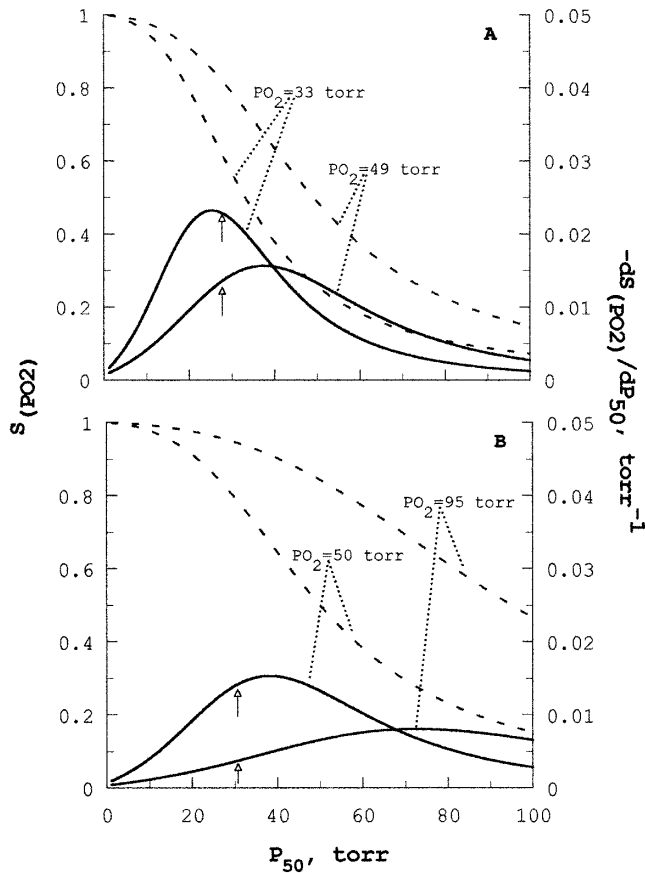 1
0.05
A
0.8
0.04
PO2=33 torr
0.6
0.03
PO2=49 torr
0.4
0.02
0.2
0.01
0
0
S(PO2)
-dS(PO2)/dP50, torr-1
1
0.05
B
0.8
0.04
PO2=95 torr
PO2=50 torr
0.6
0.03
0.4
0.02
0.2
0.01
0
0
0 20 40 60 80 100
P50, torr